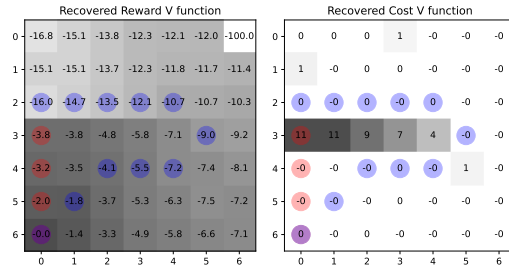 Recovered Reward V function
0 -16.8 -15.1 -13.8 -12.3 -12.1 -12.0 -100.0
1 -15.1 -13.7 -12.3 -14.3 -11.8 -11.7 -11.4
2 -16.0 -14.7 -13.5 -12.1 -10.7 -10.7 -10.3
3 -3.8 -3.8 -4.8 -5.8 -7.1 -9.0 -9.2
4 -3.2 -3.5 -4.1 -5.5 -7.2 -7.4 -8.1
5 -2.0 -1.8 -3.7 -5.3 -6.3 -7.5 -7.2
6 -0.0 -1.4 -3.3 -4.9 -5.8 -6.6 -7.1
0 1 2 3 4 5 6
Recovered Cost V function
0 0 0 0 1 -0 -0 -0
1 1 0 0 -0 0 -0 -0
2 0 -0 0 -0 0 -0 -0
3 11 11 9 7 4 -0 -0
4 -0 -0 -0 -0 -0 1 -0
5 -0 -0 -0 -0 -0 -0 -0
6 0 -0 -0 -0 -0 -0 -0
0 1 2 3 4 5 6